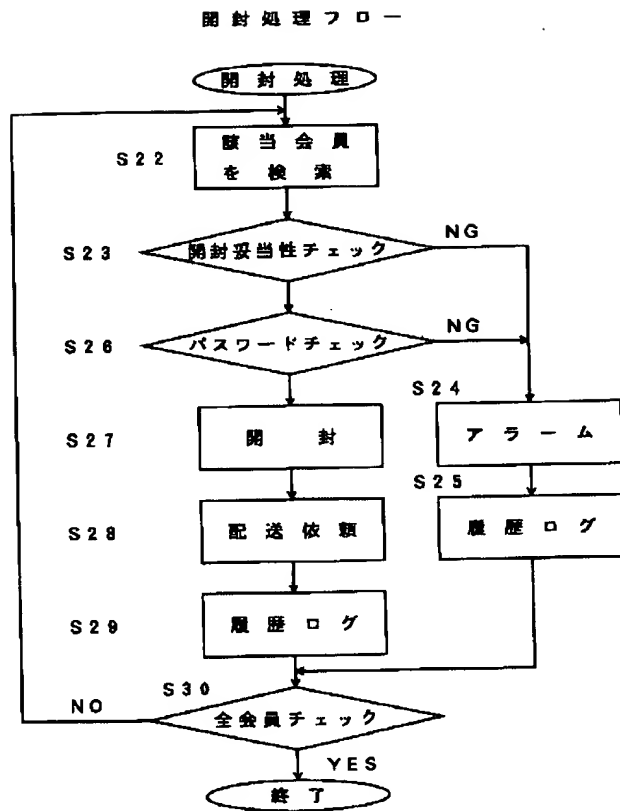 開封処理フロー
開封処理
S22
該当会員
を検索
S23
開封妥当性チェック
NG
S26
パスワードチェック
NG
S24
S27
開封
アラーム
S25
S28
配送依頼
履歴ログ
S29
履歴ログ
S30
NO
全会員チェック
YES
終了